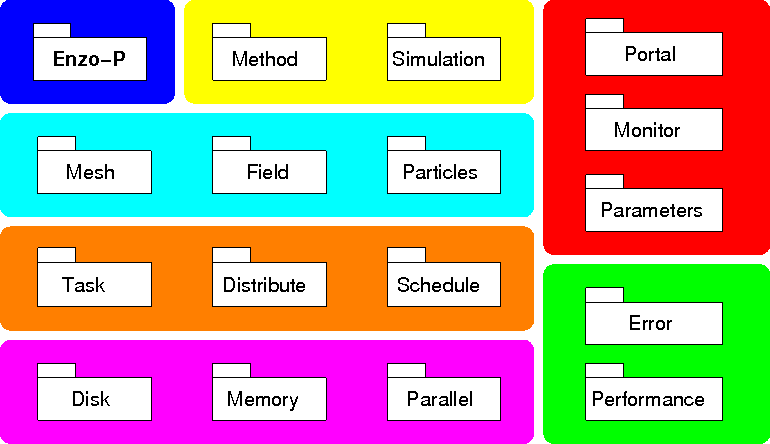 Enzo–P
Method
Simulation
Mesh
Field
Particles
Task
Distribute
Schedule
Disk
Memory
Parallel
Portal
Monitor
Parameters
Error
Performance